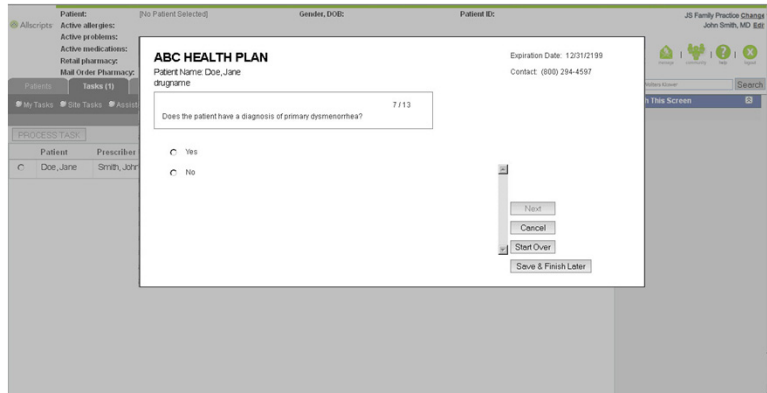 Patient: [No Patient Selected] Gender, DOB: Patient ID: JS Family Practice Change
Allscripts Active allergies: John Smith, MD Edit
Active problems:
Active medications:
Retail pharmacy:
Mail Order Pharmacy:
Patients Tasks (1) Search
My Tasks Site Tasks Assisti h This Screen
PROCESS TASK
Patient Prescriber
Doe, Jane Smith, John
ABC HEALTH PLAN Expiration Date: 12/31/2199
Patient Name: Doe, Jane Contact: (800) 294-4597
drugname
7 / 13
Does the patient have a diagnosis of primary dysmenorrhea?
Yes
No
Next
Cancel
Start Over
Save & Finish Later